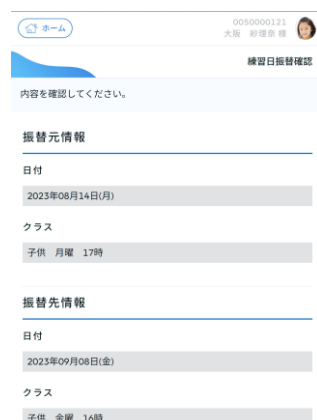 ホーム
0050000121
大阪 紗理奈 様
練習日振替確認
内容を確認してください。
振替元情報
日付
2023年08月14日(月)
クラス
子供 月曜 17時
振替先情報
日付
2023年09月08日(金)
クラス
子供 金曜 16時